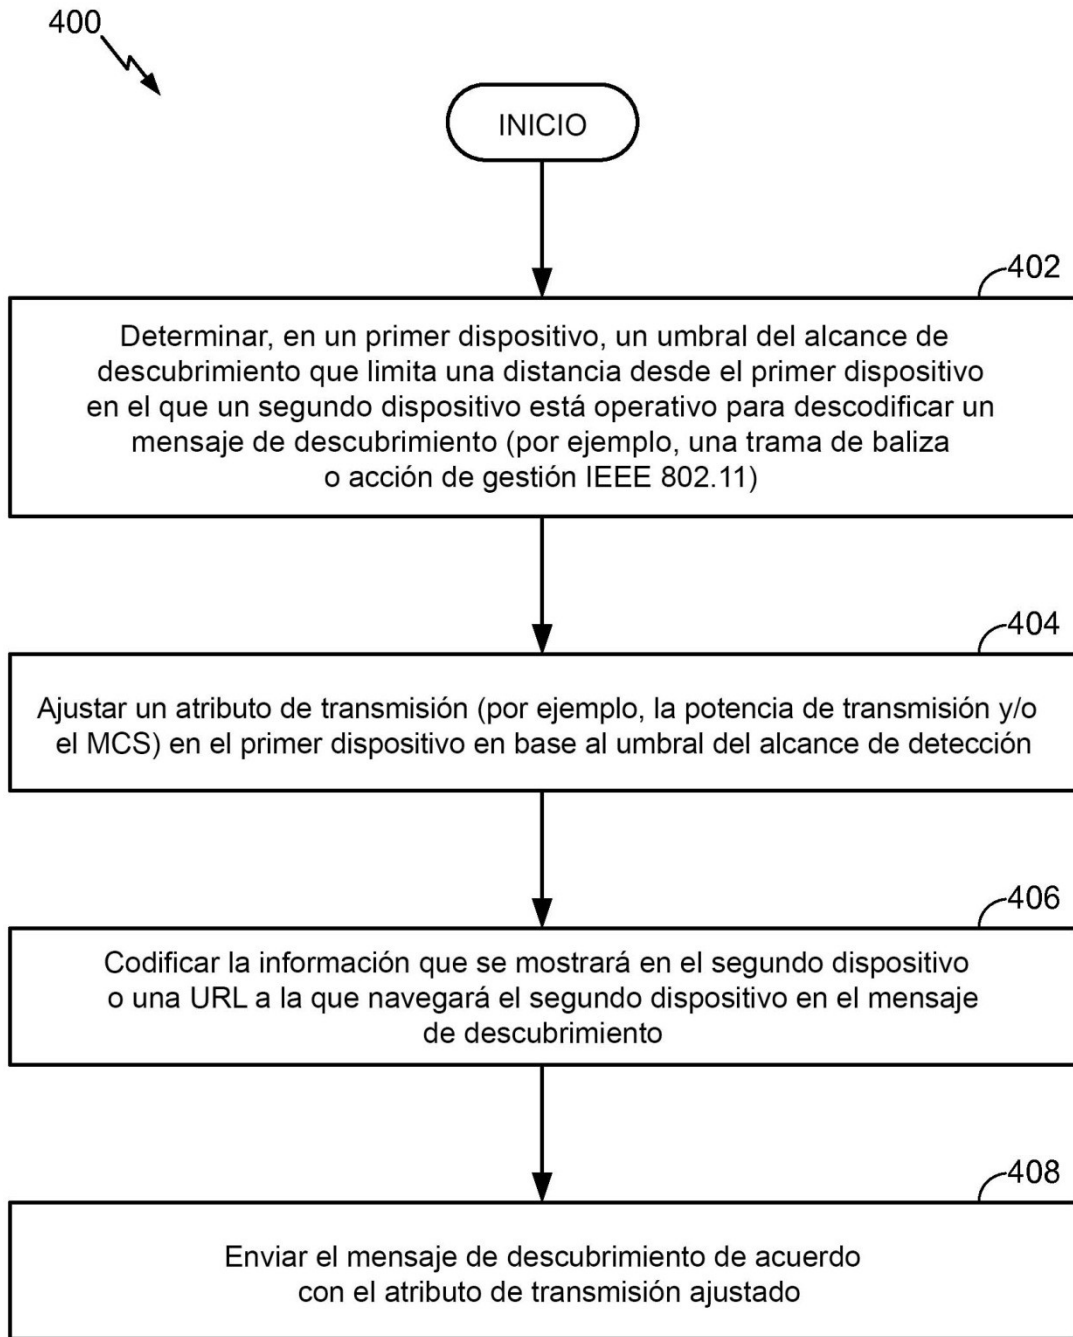 400
INICIO
402
Determinar, en un primer dispositivo, un umbral del alcance de
descubrimiento que limita una distancia desde el primer dispositivo
en el que un segundo dispositivo está operativo para descodificar un
mensaje de descubrimiento (por ejemplo, una trama de baliza
o acción de gestión IEEE 802.11)
404
Ajustar un atributo de transmisión (por ejemplo, la potencia de transmisión y/o
el MCS) en el primer dispositivo en base al umbral del alcance de detección
406
Codificar la información que se mostrará en el segundo dispositivo
o una URL a la que navegará el segundo dispositivo en el mensaje
de descubrimiento
408
Enviar el mensaje de descubrimiento de acuerdo
con el atributo de transmisión ajustado